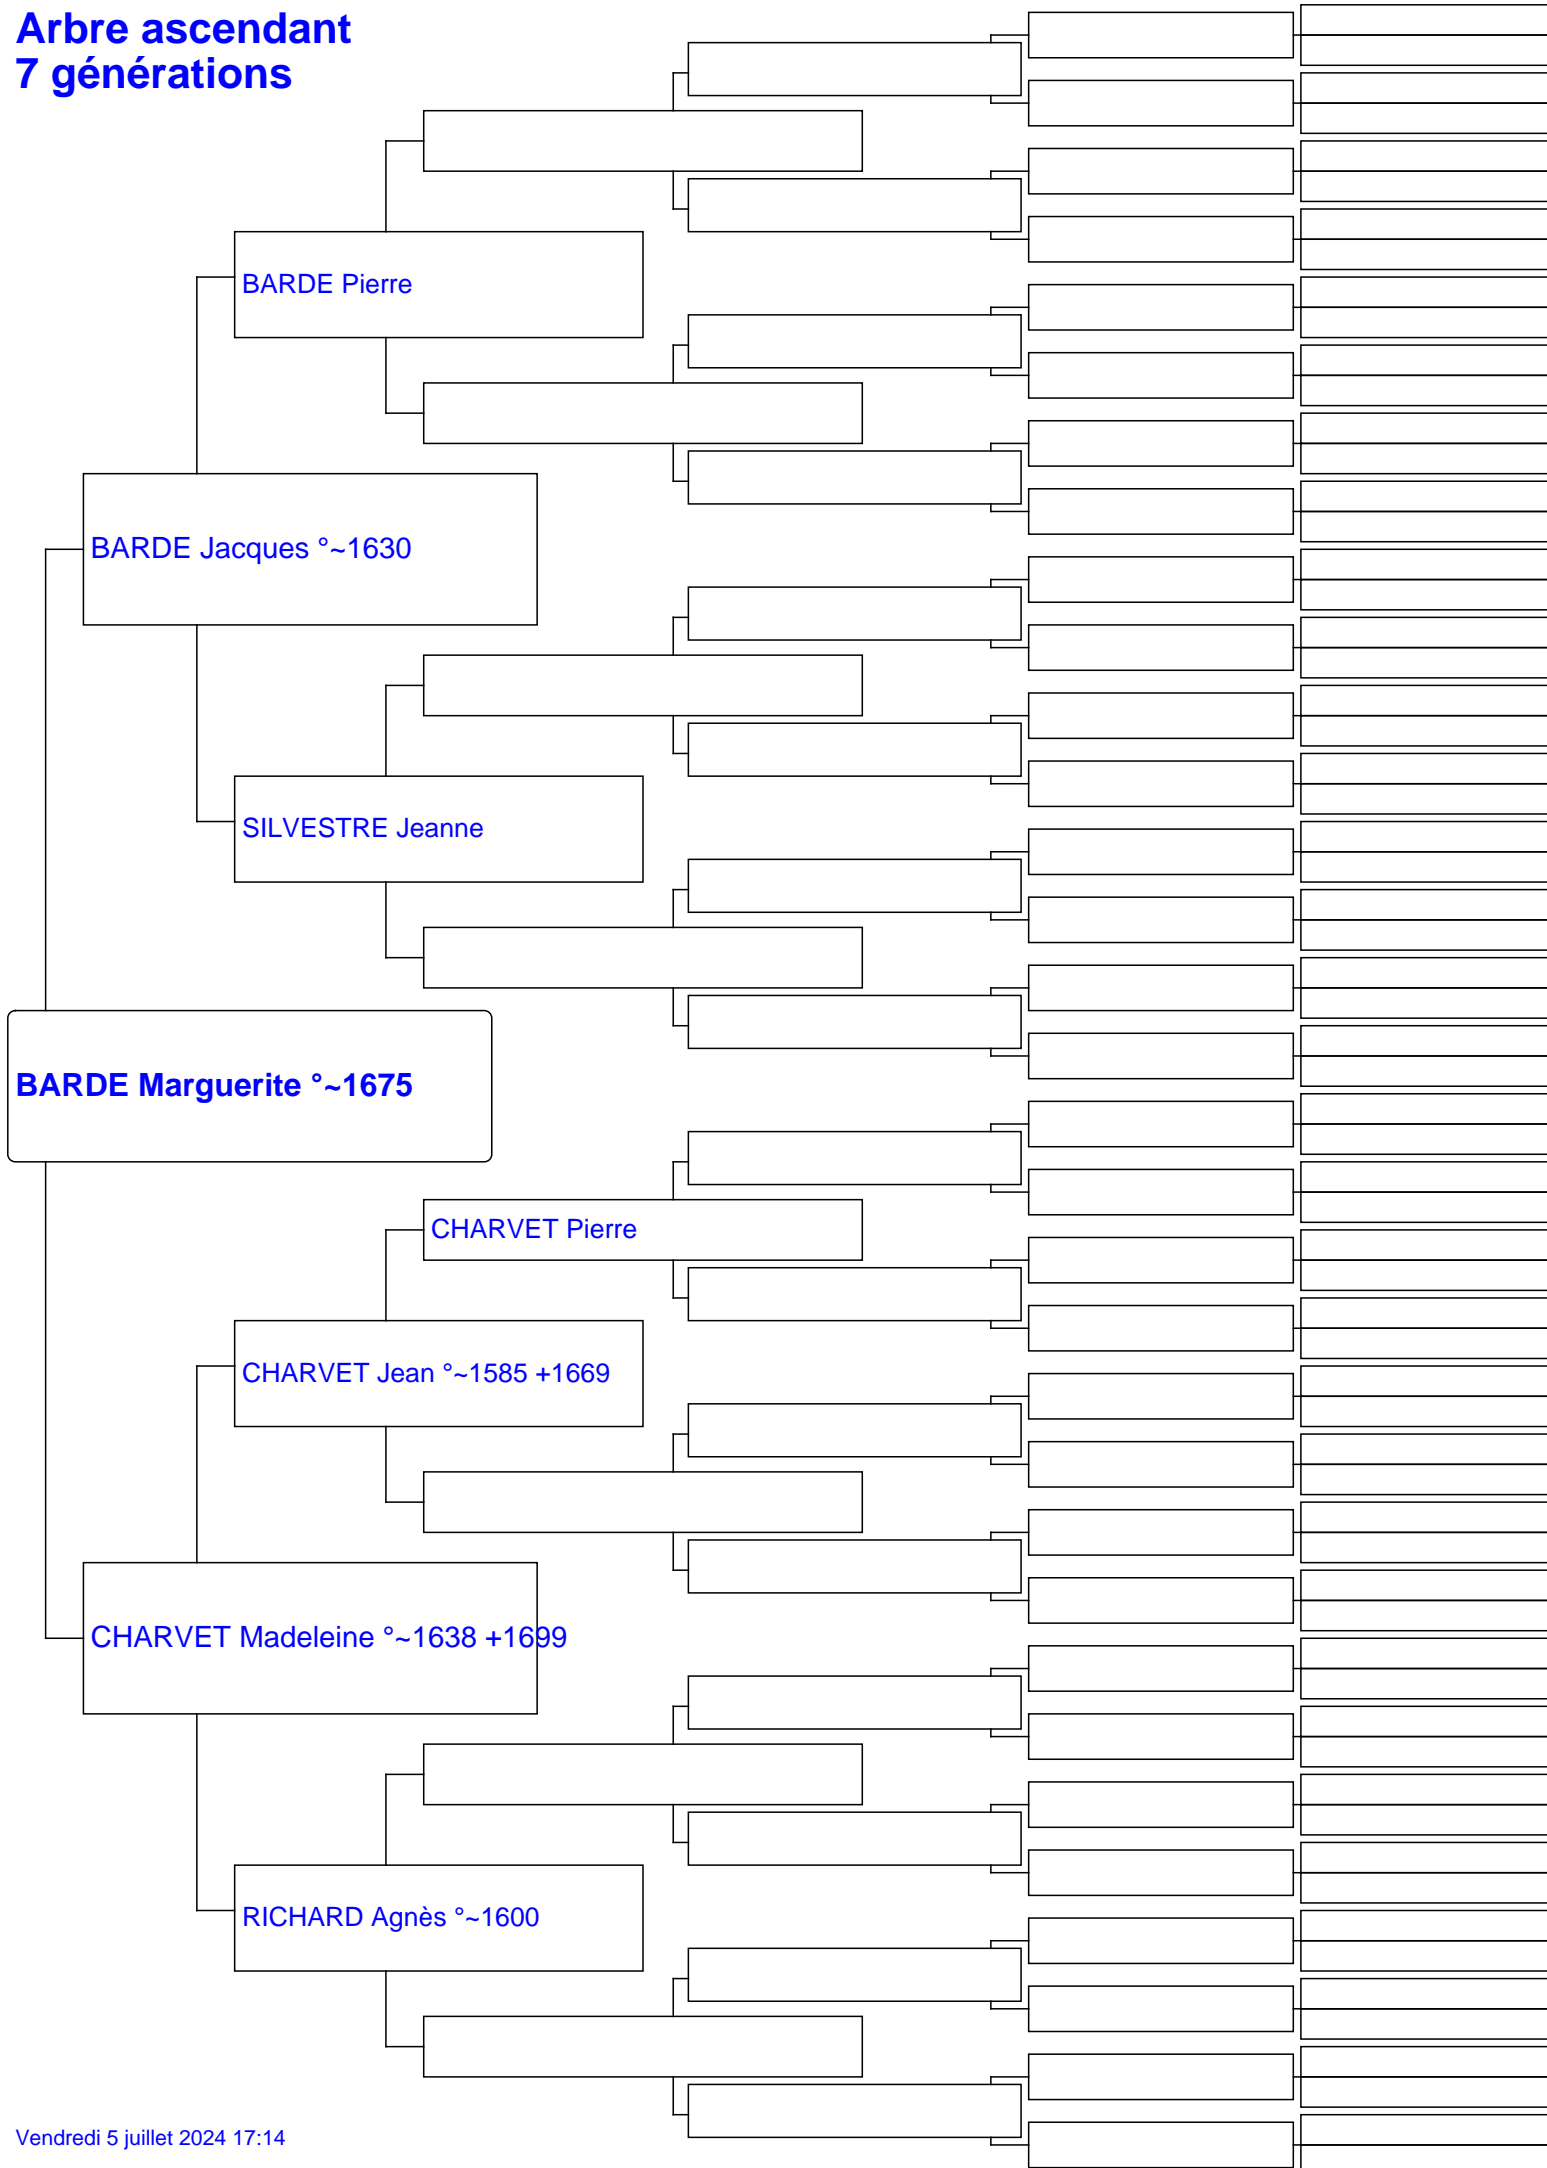 Arbre ascendant
7 générations
BARDE Pierre
BARDE Jacques °~1630
SILVESTRE Jeanne
BARDE Marguerite °~1675
CHARVET Pierre
CHARVET Jean °~1585 +1669
CHARVET Madeleine °~1638 +1699
RICHARD Agnès °~1600
Vendredi 5 juillet 2024 17:14